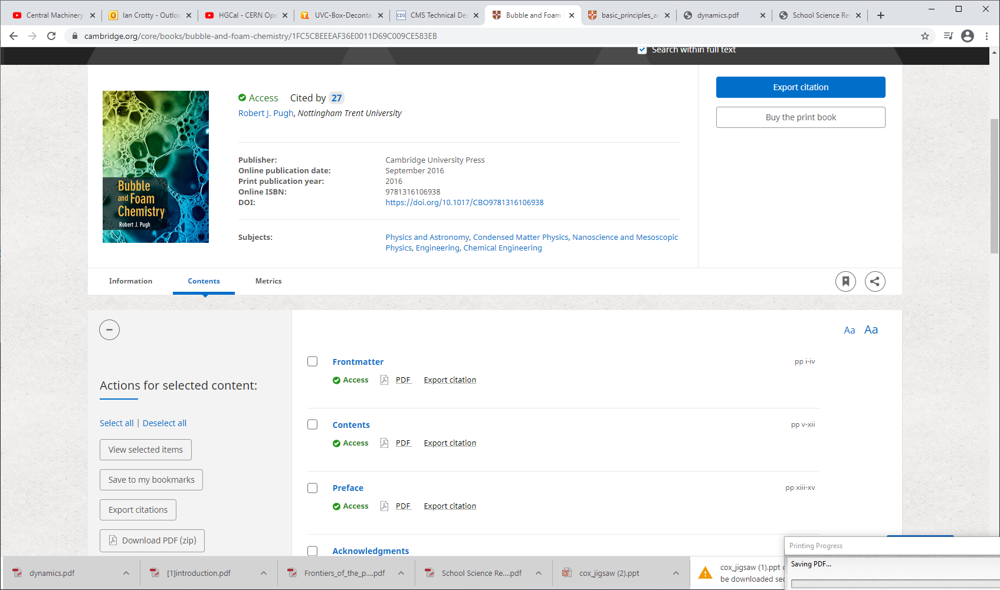 Central Machinery
Ian Crotty - Outloo
HGCal - CERN Ope
UVC-Box-Deconta
CDS
CMS Technical Des
Bubble and Foam
basic_principles_ar
dynamics.pdf
School Science Re
cambridge.org/core/books/bubble-and-foam-chemistry/1FC5CBEEEAF36E0011D69C009CE583EB
Search within full text
Bubble
and Foam
Chemistry
Robert J. Pugh
Access Cited by 27
Robert J. Pugh, Nottingham Trent University
Export citation
Buy the print book
Publisher: Cambridge University Press
Online publication date: September 2016
Print publication year: 2016
Online ISBN: 9781316106938
DOI: https://doi.org/10.1017/CBO9781316106938
Subjects: Physics and Astronomy, Condensed Matter Physics, Nanoscience and Mesoscopic
Physics, Engineering, Chemical Engineering
Information Contents Metrics
Aa Aa
Actions for selected content:
Select all | Deselect all
View selected items
Save to my bookmarks
Export citations
Download PDF (zip)
Frontmatter pp i-iv
Access PDF Export citation
Contents pp v-xii
Access PDF Export citation
Preface pp xiii-xv
Access PDF Export citation
Acknowledgments
Printing Progress
Saving PDF...
dynamics.pdf
[1]introduction.pdf
Frontiers_of_the_p....pdf
School Science Re....pdf
cox_jigsaw (2).ppt
cox_jigsaw (1).ppt c
be downloaded sec